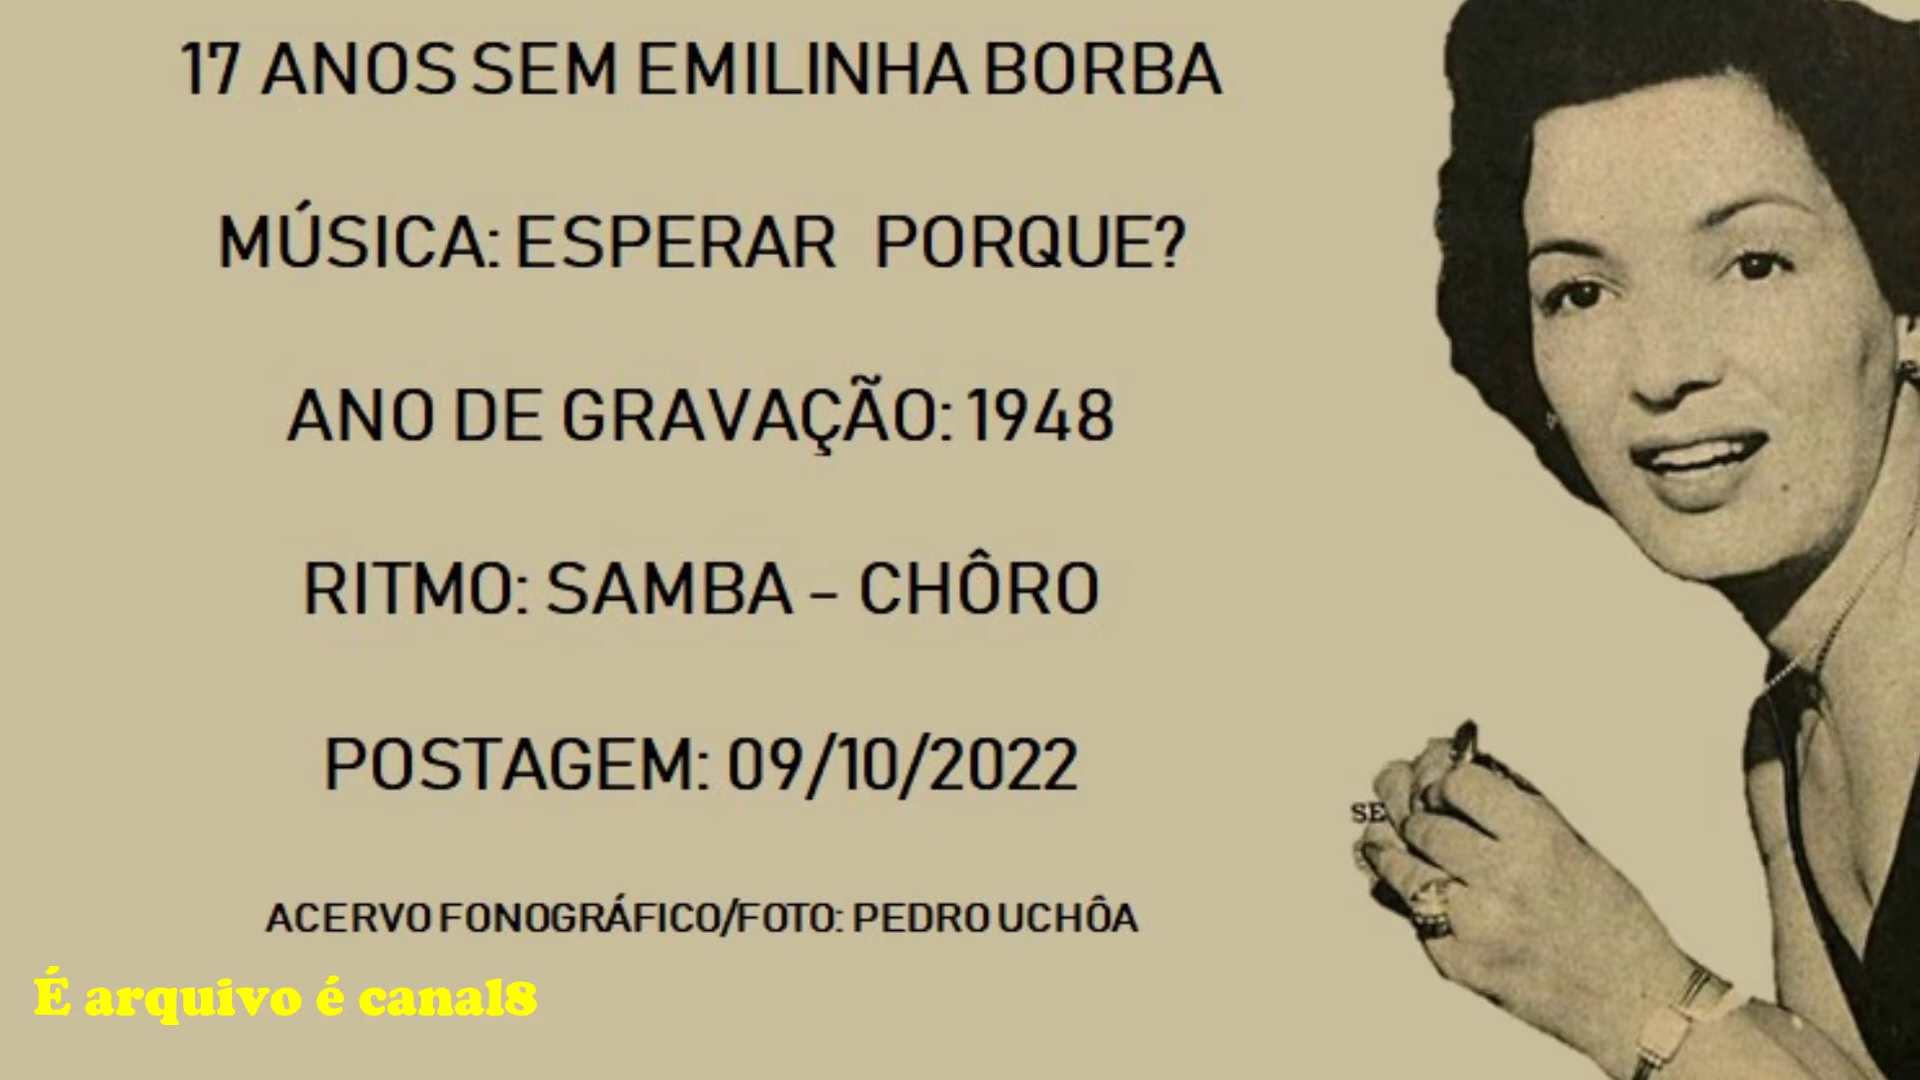 17 ANOS SEM EMILINHA BORBA
MÚSICA: ESPERAR PORQUE?
ANO DE GRAVAÇÃO: 1948
RITMO: SAMBA – CHÔRO
POSTAGEM: 09/10/2022
SE
ACERVO FONOGRÁFICO/FOTO: PEDRO UCHÔA
É arquivo é canal8